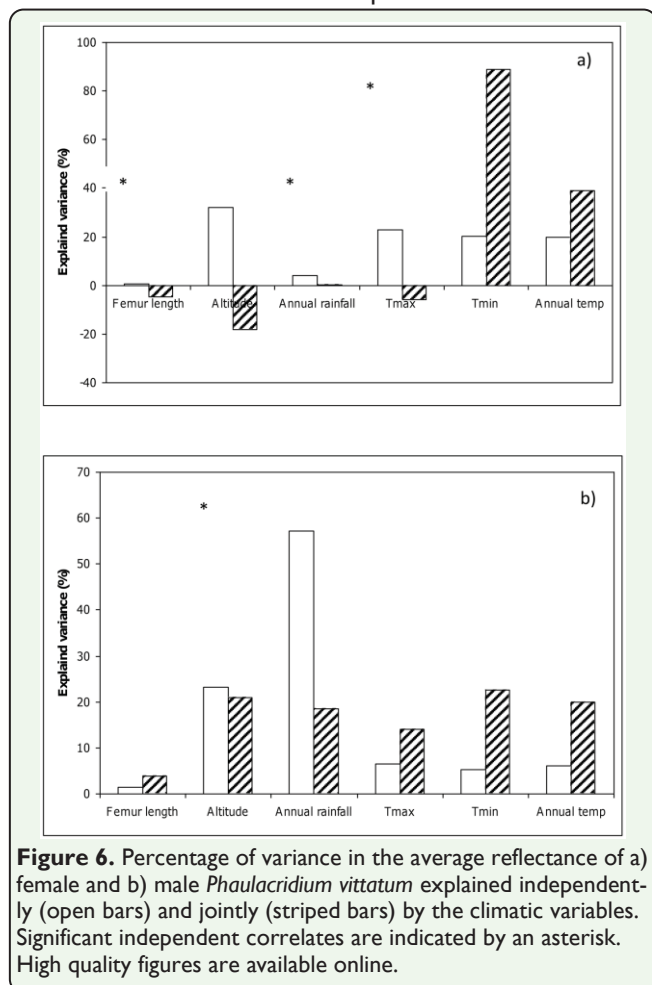 a)
100
80
*
60
*
*
40
20
0
-20
-40
Explaind variance (%)
Femur length
Altitude
Annual rainfall
Tmax
Tmin
Annual temp
b)
70
60
*
50
40
30
20
10
0
Explaind variance (%)
Femur length
Altitude
Annual rainfall
Tmax
Tmin
Annual temp
Figure 6. Percentage of variance in the average reflectance of a)
female and b) male Phaulacridium vittatum explained independent-
ly (open bars) and jointly (striped bars) by the climatic variables.
Significant independent correlates are indicated by an asterisk.
High quality figures are available online.